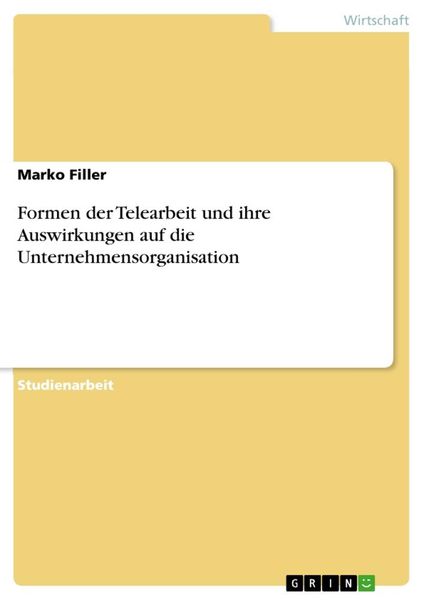 Wirtschaft
Marko Filler
Formen der Telearbeit und ihre
Auswirkungen auf die
Unternehmensorganisation
Studienarbeit
GRIN